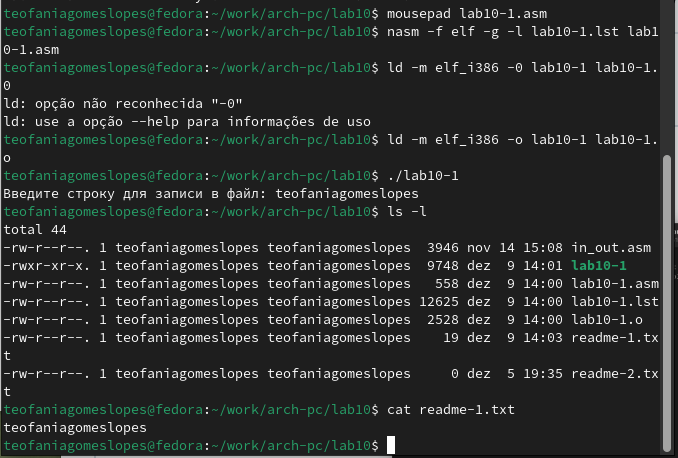 teofaniagomeslopes@fedora:~/work/arch-pc/lab10$ mousepad lab10-1.asm
teofaniagomeslopes@fedora:~/work/arch-pc/lab10$ nasm -f elf -g -l lab10-1.lst lab1
0-1.asm
teofaniagomeslopes@fedora:~/work/arch-pc/lab10$ ld -m elf_i386 -0 lab10-1 lab10-1.
0
ld: opção não reconhecida "-0"
ld: use a opção --help para informações de uso
teofaniagomeslopes@fedora:~/work/arch-pc/lab10$ ld -m elf_i386 -o lab10-1 lab10-1.
o
teofaniagomeslopes@fedora:~/work/arch-pc/lab10$ ./lab10-1
Введите строку для записи в файл: teofaniagomeslopes
teofaniagomeslopes@fedora:~/work/arch-pc/lab10$ ls -l
total 44
-rw-r--r--. 1 teofaniagomeslopes teofaniagomeslopes  3946 nov 14 15:08 in_out.asm
-rwxr-xr-x. 1 teofaniagomeslopes teofaniagomeslopes  9748 dez  9 14:01 lab10-1
-rw-r--r--. 1 teofaniagomeslopes teofaniagomeslopes   558 dez  9 14:00 lab10-1.asm
-rw-r--r--. 1 teofaniagomeslopes teofaniagomeslopes 12625 dez  9 14:00 lab10-1.lst
-rw-r--r--. 1 teofaniagomeslopes teofaniagomeslopes  2528 dez  9 14:00 lab10-1.o
-rw-r--r--. 1 teofaniagomeslopes teofaniagomeslopes    19 dez  9 14:03 readme-1.tx
t
-rw-r--r--. 1 teofaniagomeslopes teofaniagomeslopes     0 dez  5 19:35 readme-2.tx
t
teofaniagomeslopes@fedora:~/work/arch-pc/lab10$ cat readme-1.txt
teofaniagomeslopes
teofaniagomeslopes@fedora:~/work/arch-pc/lab10$